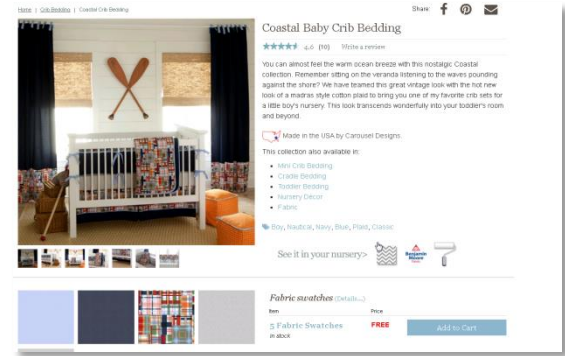 Home | Crib Bedding | Coastal Crib Bedding
Share
Coastal Baby Crib Bedding
4.6 (10) Write a review
You can almost feel the warm ocean breeze with this nostalgic Coastal
collection. Remember sitting on the veranda listening to the waves pounding
against the shore? We have teamed this great vintage look with the hot new
look of a madras style cotton plaid to bring you one of my favorite crib sets for
a little boy's nursery. This look transcends wonderfully into your toddler's room
and beyond.
Made in the USA by Carousel Designs.
This collection also available in:
Mini Crib Bedding
Cradle Bedding
Toddler Bedding
Nursery Décor
Fabric
Boy, Nautical, Navy, Blue, Plaid, Classic
See it in your nursery>
Benjamin
Moore
Fabric swatches (Details...)
Item Price
5 Fabric Swatches FREE Add to Cart
In stock